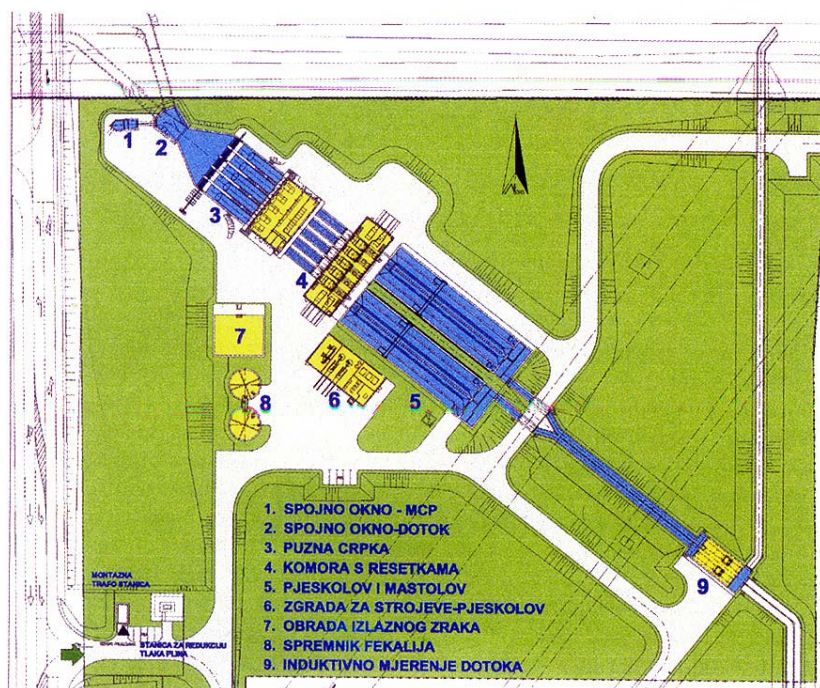 1
2
3
4
7
8
6
5
9
1. SPOJNO OKNO - MCP
2. SPOJNO OKNO-DOTOK
3. PUZNA CRPKA
4. KOMORA S RESETKAMA
5. PJESKOLOV I MASTOLOV
6. ZGRADA ZA STROJEVE-PJESKOLOV
7. OBRADA IZLAZNOG ZRAKA
8. SPREMNIK FEKALIJA
9. INDUKTIVNO MJERENJE DOTOKA
MONTAZNA
TRAFO STANICA
STANICA ZA REDUKCIJU
TLAKA PLINA